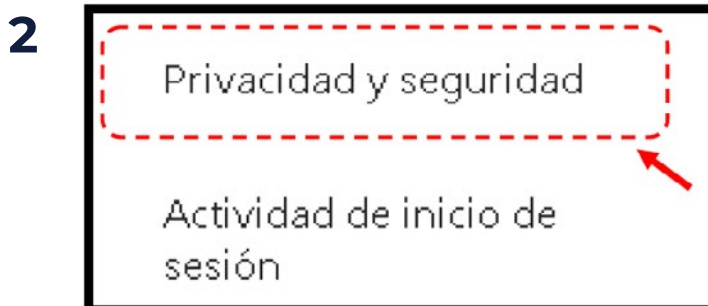 2
Privacidad y seguridad
Actividad de inicio de
sesión